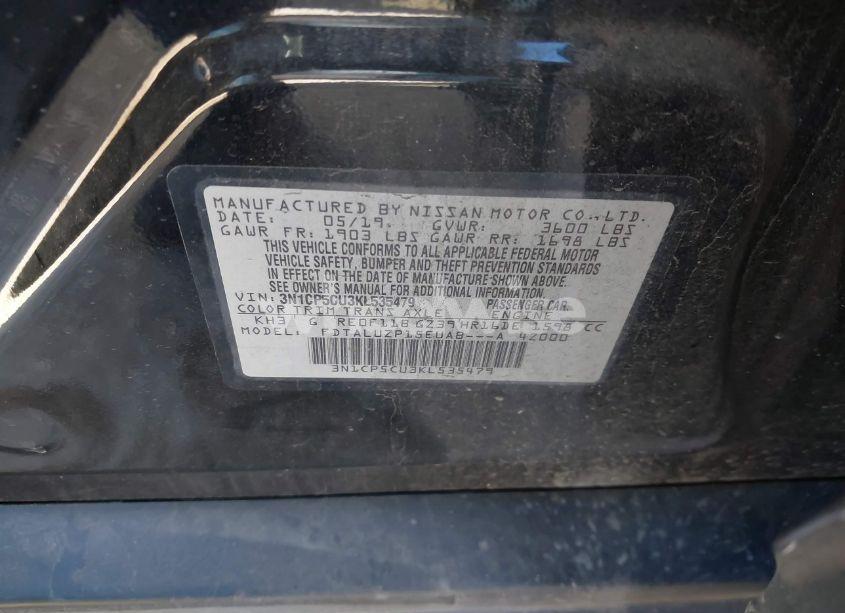 MANUFACTURED BY NISSAN MOTOR CO.,LTD.
DATE: 05/19 GVWR: 3600 LBS
GAWR FR: 1903 LBS GAWR RR: 1698 LBS
THIS VEHICLE CONFORMS TO ALL APPLICABLE FEDERAL MOTOR
VEHICLE SAFETY, BUMPER AND THEFT PREVENTION STANDARDS
IN EFFECT ON THE DATE OF MANUFACTURE SHOWN ABOVE.
SEE OWNER'S MANUAL FOR ADDITIONAL INFORMATION
VIN: 3N1CP5CU3KL535479 PASSENGER CAR
COLOR TRIM TRANS AXLE ENGINE
KH3 G RE0F11B 6239 HR16DE 1598 CC
MODEL: FDTALUZP15EUAB---A 42000
3N1CP5CU3KL535479